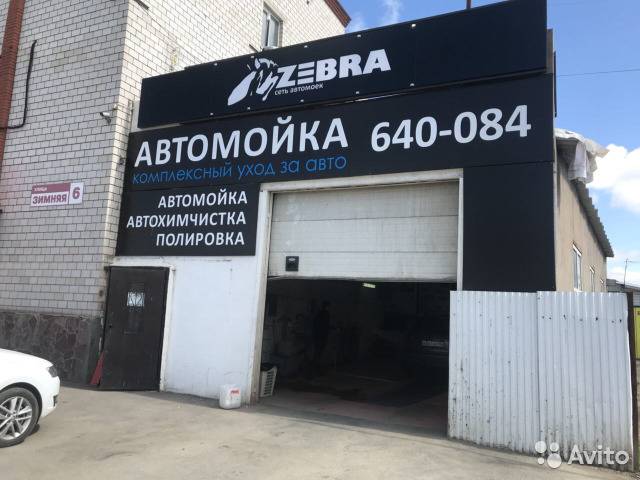 ZEBRA
сеть автомоек
АВТОМОЙКА 640-084
комплексный уход за авто
АВТОМОЙКА
АВТОХИМЧИСТКА
ПОЛИРОВКА
УЛИЦА
ЗИМНЯЯ 6
Avito